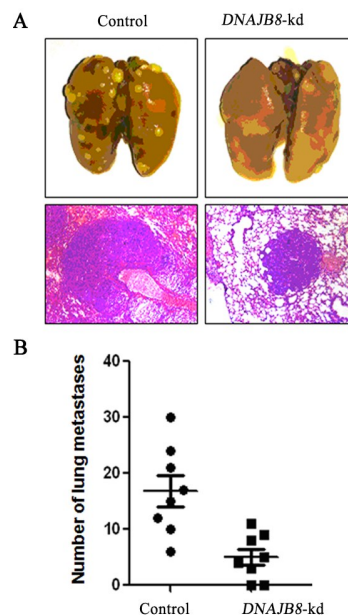 A
Control DNAJB8-kd
B
Number of lung metastases
40
30
20
10
0
Control DNAJB8-kd